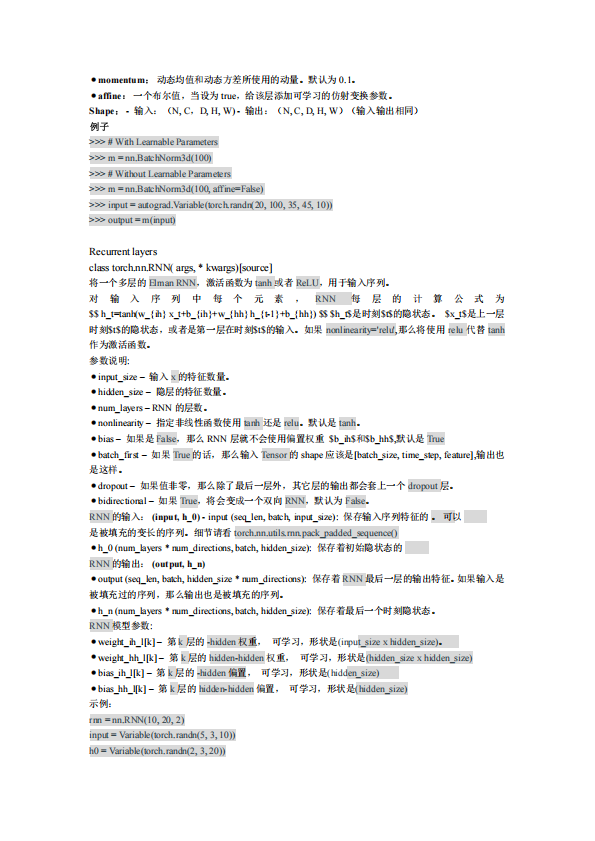 ● momentum： 动态均值和动态方差所使用的动量。默认为 0.1。
● affine： 一个布尔值，当设为 true，给该层添加可学习的仿射变换参数。
Shape： - 输入：（N, C，D, H, W) - 输出：（N, C, D, H, W）（输入输出相同）
例子
>>> # With Learnable Parameters
>>> m = nn.BatchNorm3d(100)
>>> # Without Learnable Parameters
>>> m = nn.BatchNorm3d(100, affine=False)
>>> input = autograd.Variable(torch.randn(20, 100, 35, 45, 10))
>>> output = m(input)
Recurrent layers
class torch.nn.RNN( args, * kwargs)[source]
将一个多层的 Elman RNN，激活函数为 tanh 或者 ReLU，用于输入序列。
对输入序列中每个元素，RNN 每层的计算公式为
$$ h_t=tanh(w_{ih} x_t+b_{ih}+w_{hh} h_{t-1}+b_{hh}) $$ $h_t$是时刻$t$的隐状态。 $x_t$是上一层
时刻$t$的隐状态，或者是第一层在时刻$t$的输入。如果 nonlinearity='relu',那么将使用 relu 代替 tanh
作为激活函数。
参数说明:
● input_size – 输入 x 的特征数量。
● hidden_size – 隐层的特征数量。
● num_layers – RNN 的层数。
● nonlinearity – 指定非线性函数使用 tanh 还是 relu。默认是 tanh。
● bias – 如果是 False，那么 RNN 层就不会使用偏置权重 $b_ih$和$b_hh$,默认是 True
● batch_first – 如果 True 的话，那么输入 Tensor 的 shape 应该是[batch_size, time_step, feature],输出也
是这样。
● dropout – 如果值非零，那么除了最后一层外，其它层的输出都会套上一个 dropout 层。
● bidirectional – 如果 True，将会变成一个双向 RNN，默认为 False。
RNN 的输入： (input, h_0) - input (seq_len, batch, input_size): 保存输入序列特征的 。 可以
是被填充的变长的序列。细节请看 torch.nn.utils.rnn.pack_padded_sequence()
● h_0 (num_layers * num_directions, batch, hidden_size): 保存着初始隐状态的
RNN 的输出： (output, h_n)
● output (seq_len, batch, hidden_size * num_directions): 保存着 RNN 最后一层的输出特征。如果输入是
被填充过的序列，那么输出也是被填充的序列。
● h_n (num_layers * num_directions, batch, hidden_size): 保存着最后一个时刻隐状态。
RNN 模型参数:
● weight_ih_l[k] – 第 k 层的 -hidden 权重， 可学习，形状是(input_size x hidden_size)。
● weight_hh_l[k] – 第 k 层的 hidden-hidden 权重， 可学习，形状是(hidden_size x hidden_size)
● bias_ih_l[k] – 第 k 层的 -hidden 偏置， 可学习，形状是(hidden_size)
● bias_hh_l[k] – 第 k 层的 hidden-hidden 偏置， 可学习，形状是(hidden_size)
示例：
rnn = nn.RNN(10, 20, 2)
input = Variable(torch.randn(5, 3, 10))
h0 = Variable(torch.randn(2, 3, 20))